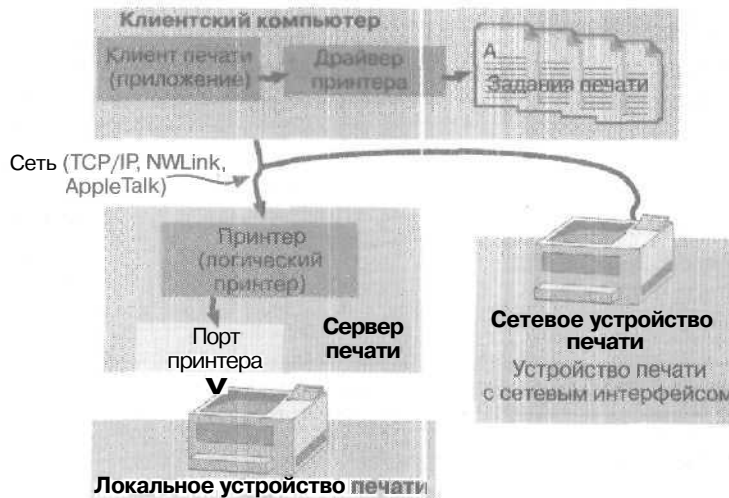 Клиентский компьютер
Клиент печати
(приложение)
Драйвер
принтера
A
Задания печати
Сеть (TCP/IP, NWLink,
AppleTalk)
Принтер
(логический
принтер)
Порт
принтера
Сервер
печати
Сетевое устройство
печати
Устройство печати
с сетевым интерфейсом
Локальное устройство печати